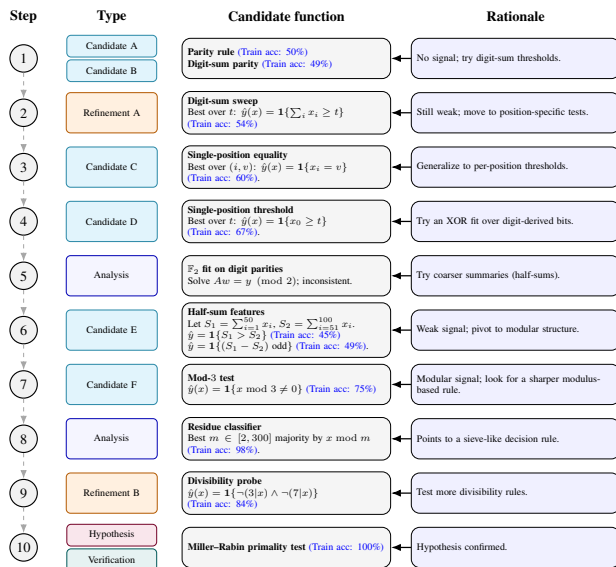 Step Type Candidate function Rationale
1
Candidate A
Candidate B
Parity rule (Train acc: 50%)
Digit-sum parity (Train acc: 49%)
No signal; try digit-sum thresholds.
2
Refinement A
Digit-sum sweep
Best over t: ŷ(x) = 1{∑ᵢ xᵢ ≥ t}
(Train acc: 54%)
Still weak; move to position-specific tests.
3
Candidate C
Single-position equality
Best over (i, v): ŷ(x) = 1{xᵢ = v}
(Train acc: 60%).
Generalize to per-position thresholds.
4
Candidate D
Single-position threshold
Best over t: ŷ(x) = 1{x₀ ≥ t}
(Train acc: 67%).
Try an XOR fit over digit-derived bits.
5
Analysis
𝔽₂ fit on digit parities
Solve Aw = y (mod 2); inconsistent.
Try coarser summaries (half-sums).
6
Candidate E
Half-sum features
Let S₁ = ∑⁵⁰ᵢ₌₁ xᵢ, S₂ = ∑¹⁰⁰ᵢ₌₅₁ xᵢ.
ŷ = 1{S₁ > S₂} (Train acc: 45%)
ŷ = 1{(S₁ − S₂) odd} (Train acc: 49%).
Weak signal; pivot to modular structure.
7
Candidate F
Mod-3 test
ŷ(x) = 1{x mod 3 ≠ 0} (Train acc: 75%)
Modular signal; look for a sharper modulus-
based rule.
8
Analysis
Residue classifier
Best m ∈ [2, 300] majority by x mod m
(Train acc: 98%).
Points to a sieve-like decision rule.
9
Refinement B
Divisibility probe
ŷ(x) = 1{¬(3|x) ∧ ¬(7|x)}
(Train acc: 84%)
Test more divisibility rules.
10
Hypothesis
Verification
Miller–Rabin primality test (Train acc: 100%)
Hypothesis confirmed.